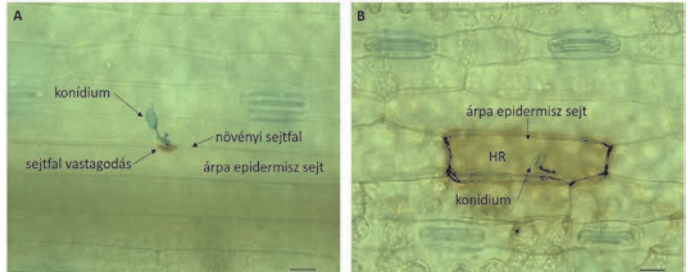 A
konídium
növényi sejtfal
sejtfal vastagodás
árpa epidermisz sejt
B
árpa epidermisz sejt
HR
konídium